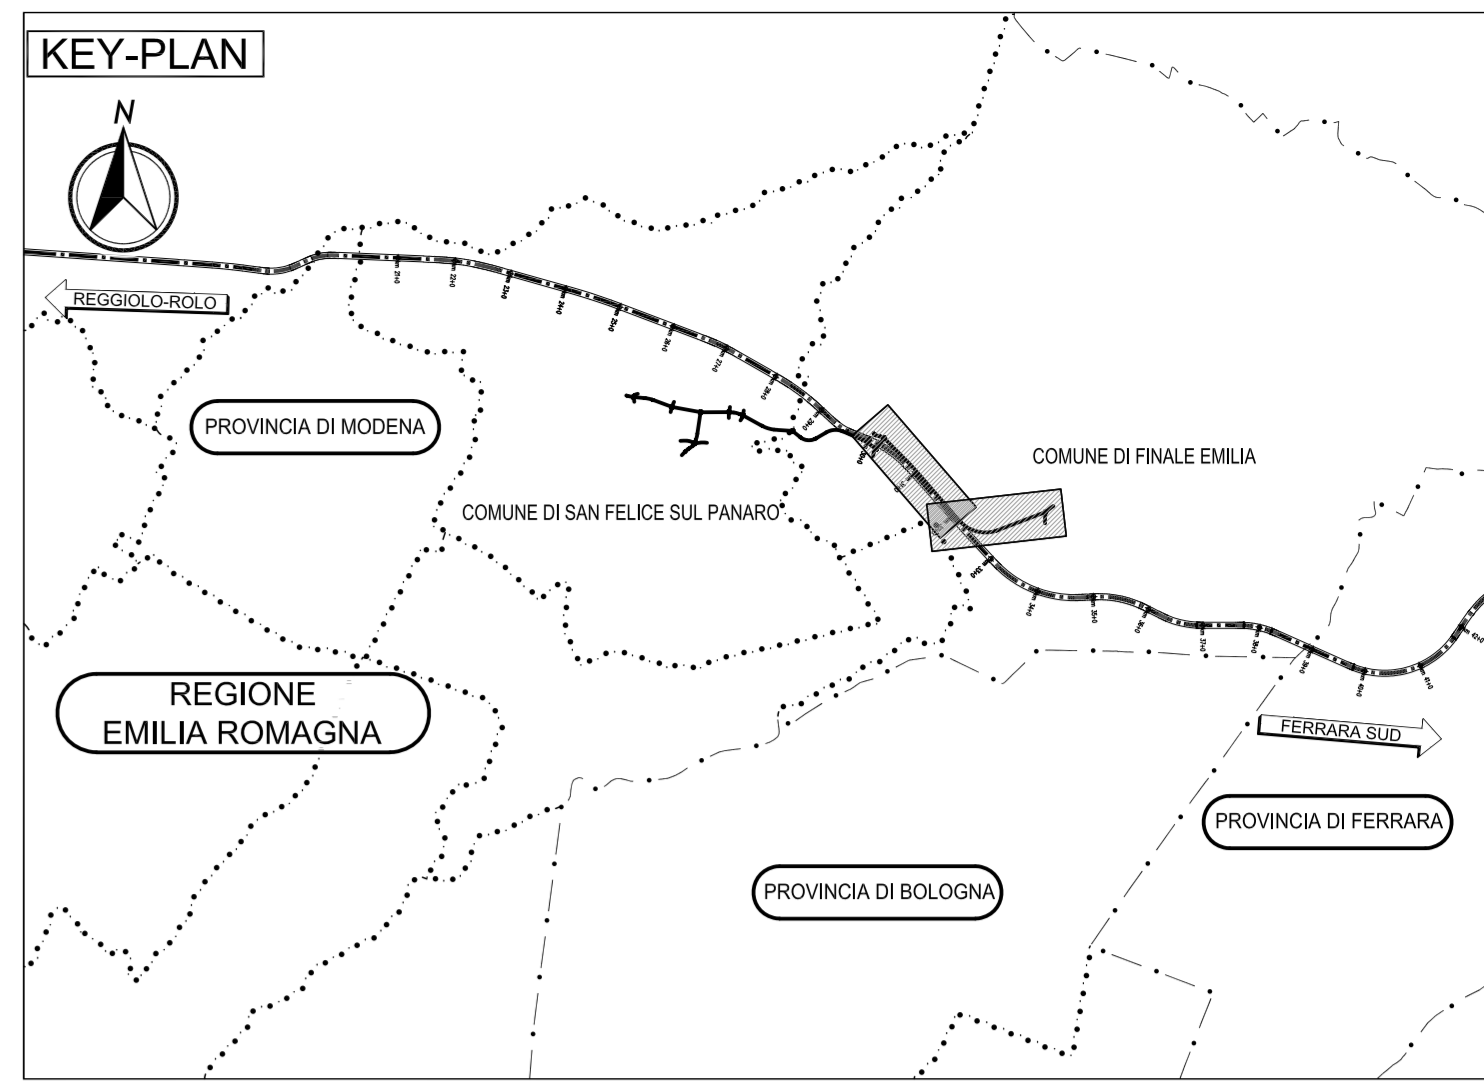 KEY-PLAN
N
REGGIOLO-ROLO
PROVINCIA DI MODENA
COMUNE DI FINALE EMILIA
COMUNE DI SAN FELICE SUL PANARO
REGIONE
EMILIA ROMAGNA
FERRARA SUD
PROVINCIA DI FERRARA
PROVINCIA DI BOLOGNA